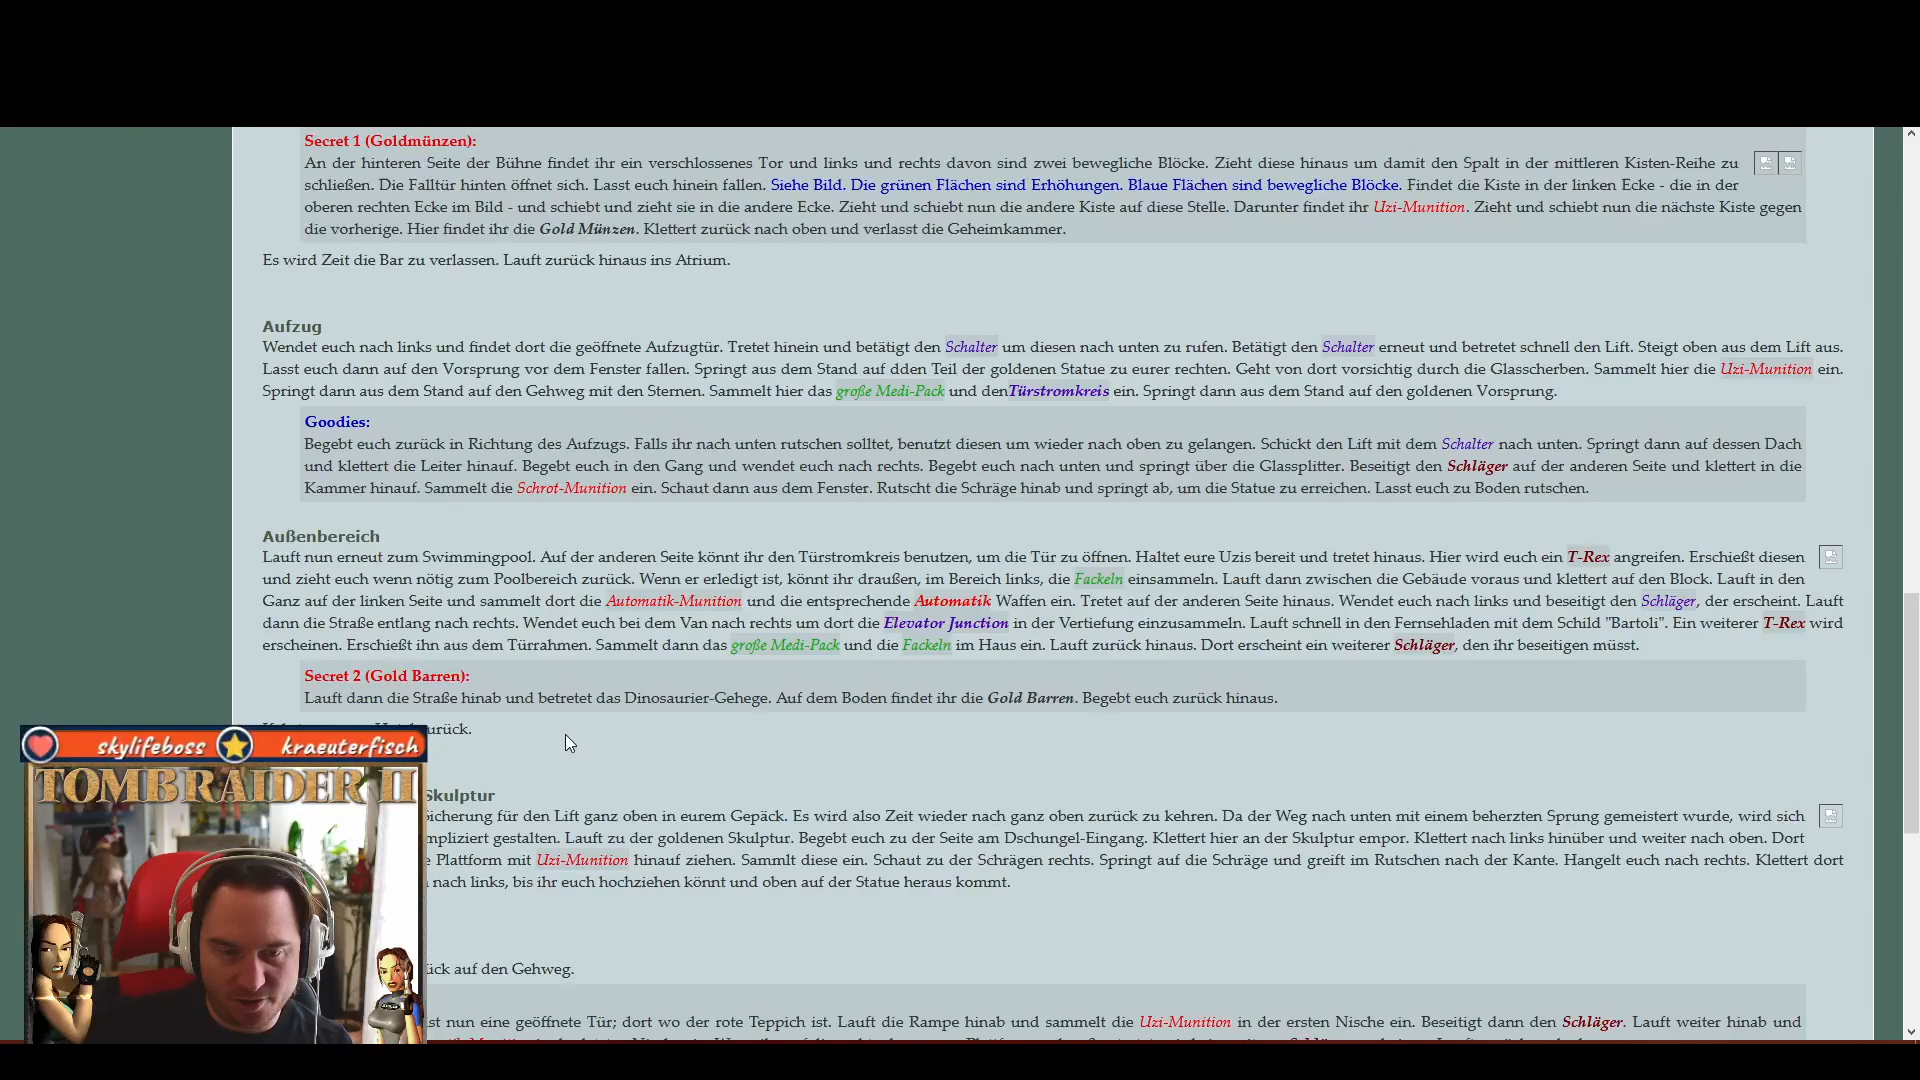 Secret 1 (Goldmünzen):
An der hinteren Seite der Bühne findet ihr ein verschlossenes Tor und links und rechts davon sind zwei bewegliche Blöcke. Zieht diese hinaus um damit den Spalt in der mittleren Kisten-Reihe zu
schließen. Die Falltür hinten öffnet sich. Lasst euch hinein fallen. Siehe Bild. Die grünen Flächen sind Erhöhungen. Blaue Flächen sind bewegliche Blöcke. Findet die Kiste in der linken Ecke - die in der
oberen rechten Ecke im Bild - und schiebt und zieht sie in die andere Ecke. Zieht und schiebt nun die andere Kiste auf diese Stelle. Darunter findet ihr Uzi-Munition. Zieht und schiebt nun die nächste Kiste gegen
die vorherige. Hier findet ihr die Gold Münzen. Klettert zurück nach oben und verlasst die Geheimkammer.
Es wird Zeit die Bar zu verlassen. Lauft zurück hinaus ins Atrium.
Aufzug
Wendet euch nach links und findet dort die geöffnete Aufzugtür. Tretet hinein und betätigt den Schalter um diesen nach unten zu rufen. Betätigt den Schalter erneut und betretet schnell den Lift. Steigt oben aus dem Lift aus.
Lasst euch dann auf den Vorsprung vor dem Fenster fallen. Springt aus dem Stand auf dden Teil der goldenen Statue zu eurer rechten. Geht von dort vorsichtig durch die Glasscherben. Sammelt hier die Uzi-Munition ein.
Springt dann aus dem Stand auf den Gehweg mit den Sternen. Sammelt hier das große Medi-Pack und denTürstromkreis ein. Springt dann aus dem Stand auf den goldenen Vorsprung.
Goodies:
Begebt euch zurück in Richtung des Aufzugs. Falls ihr nach unten rutschen solltet, benutzt diesen um wieder nach oben zu gelangen. Schickt den Lift mit dem Schalter nach unten. Springt dann auf dessen Dach
und klettert die Leiter hinauf. Begebt euch in den Gang und wendet euch nach rechts. Begebt euch nach unten und springt über die Glassplitter. Beseitigt den Schläger auf der anderen Seite und klettert in die
Kammer hinauf. Sammelt die Schrot-Munition ein. Schaut dann aus dem Fenster. Rutscht die Schräge hinab und springt ab, um die Statue zu erreichen. Lasst euch zu Boden rutschen.
Außenbereich
Lauft nun erneut zum Swimmingpool. Auf der anderen Seite könnt ihr den Türstromkreis benutzen, um die Tür zu öffnen. Haltet eure Uzis bereit und tretet hinaus. Hier wird euch ein T-Rex angreifen. Erschießt diesen
und zieht euch wenn nötig zum Poolbereich zurück. Wenn er erledigt ist, könnt ihr draußen, im Bereich links, die Fackeln einsammeln. Lauft dann zwischen die Gebäude voraus und klettert auf den Block. Lauft in den
Ganz auf der linken Seite und sammelt dort die Automatik-Munition und die entsprechende Automatik Waffen ein. Tretet auf der anderen Seite hinaus. Wendet euch nach links und beseitigt den Schläger, der erscheint. Lauft
dann die Straße entlang nach rechts. Wendet euch bei dem Van nach rechts um dort die Elevator Junction in der Vertiefung einzusammeln. Lauft schnell in den Fernsehladen mit dem Schild "Bartoli". Ein weiterer T-Rex wird
erscheinen. Erschießt ihn aus dem Türrahmen. Sammelt dann das große Medi-Pack und die Fackeln im Haus ein. Lauft zurück hinaus. Dort erscheint ein weiterer Schläger, den ihr beseitigen müsst.
Secret 2 (Gold Barren):
Lauft dann die Straße hinab und betretet das Dinosaurier-Gehege. Auf dem Boden findet ihr die Gold Barren. Begebt euch zurück hinaus.
urück.
skylifeboss kraeuterfisch
TOMB RAIDER II
Skulptur
icherung für den Lift ganz oben in eurem Gepäck. Es wird also Zeit wieder nach ganz oben zurück zu kehren. Da der Weg nach unten mit einem beherzten Sprung gemeistert wurde, wird sich
mpliziert gestalten. Lauft zu der goldenen Skulptur. Begebt euch zu der Seite am Dschungel-Eingang. Klettert hier an der Skulptur empor. Klettert nach links hinüber und weiter nach oben. Dort
e Plattform mit Uzi-Munition hinauf ziehen. Sammlt diese ein. Schaut zu der Schrägen rechts. Springt auf die Schräge und greift im Rutschen nach der Kante. Hangelt euch nach rechts. Klettert dort
nach links, bis ihr euch hochziehen könnt und oben auf der Statue heraus kommt.
ück auf den Gehweg.
st nun eine geöffnete Tür; dort wo der rote Teppich ist. Lauft die Rampe hinab und sammelt die Uzi-Munition in der ersten Nische ein. Beseitigt dann den Schläger. Lauft weiter hinab und